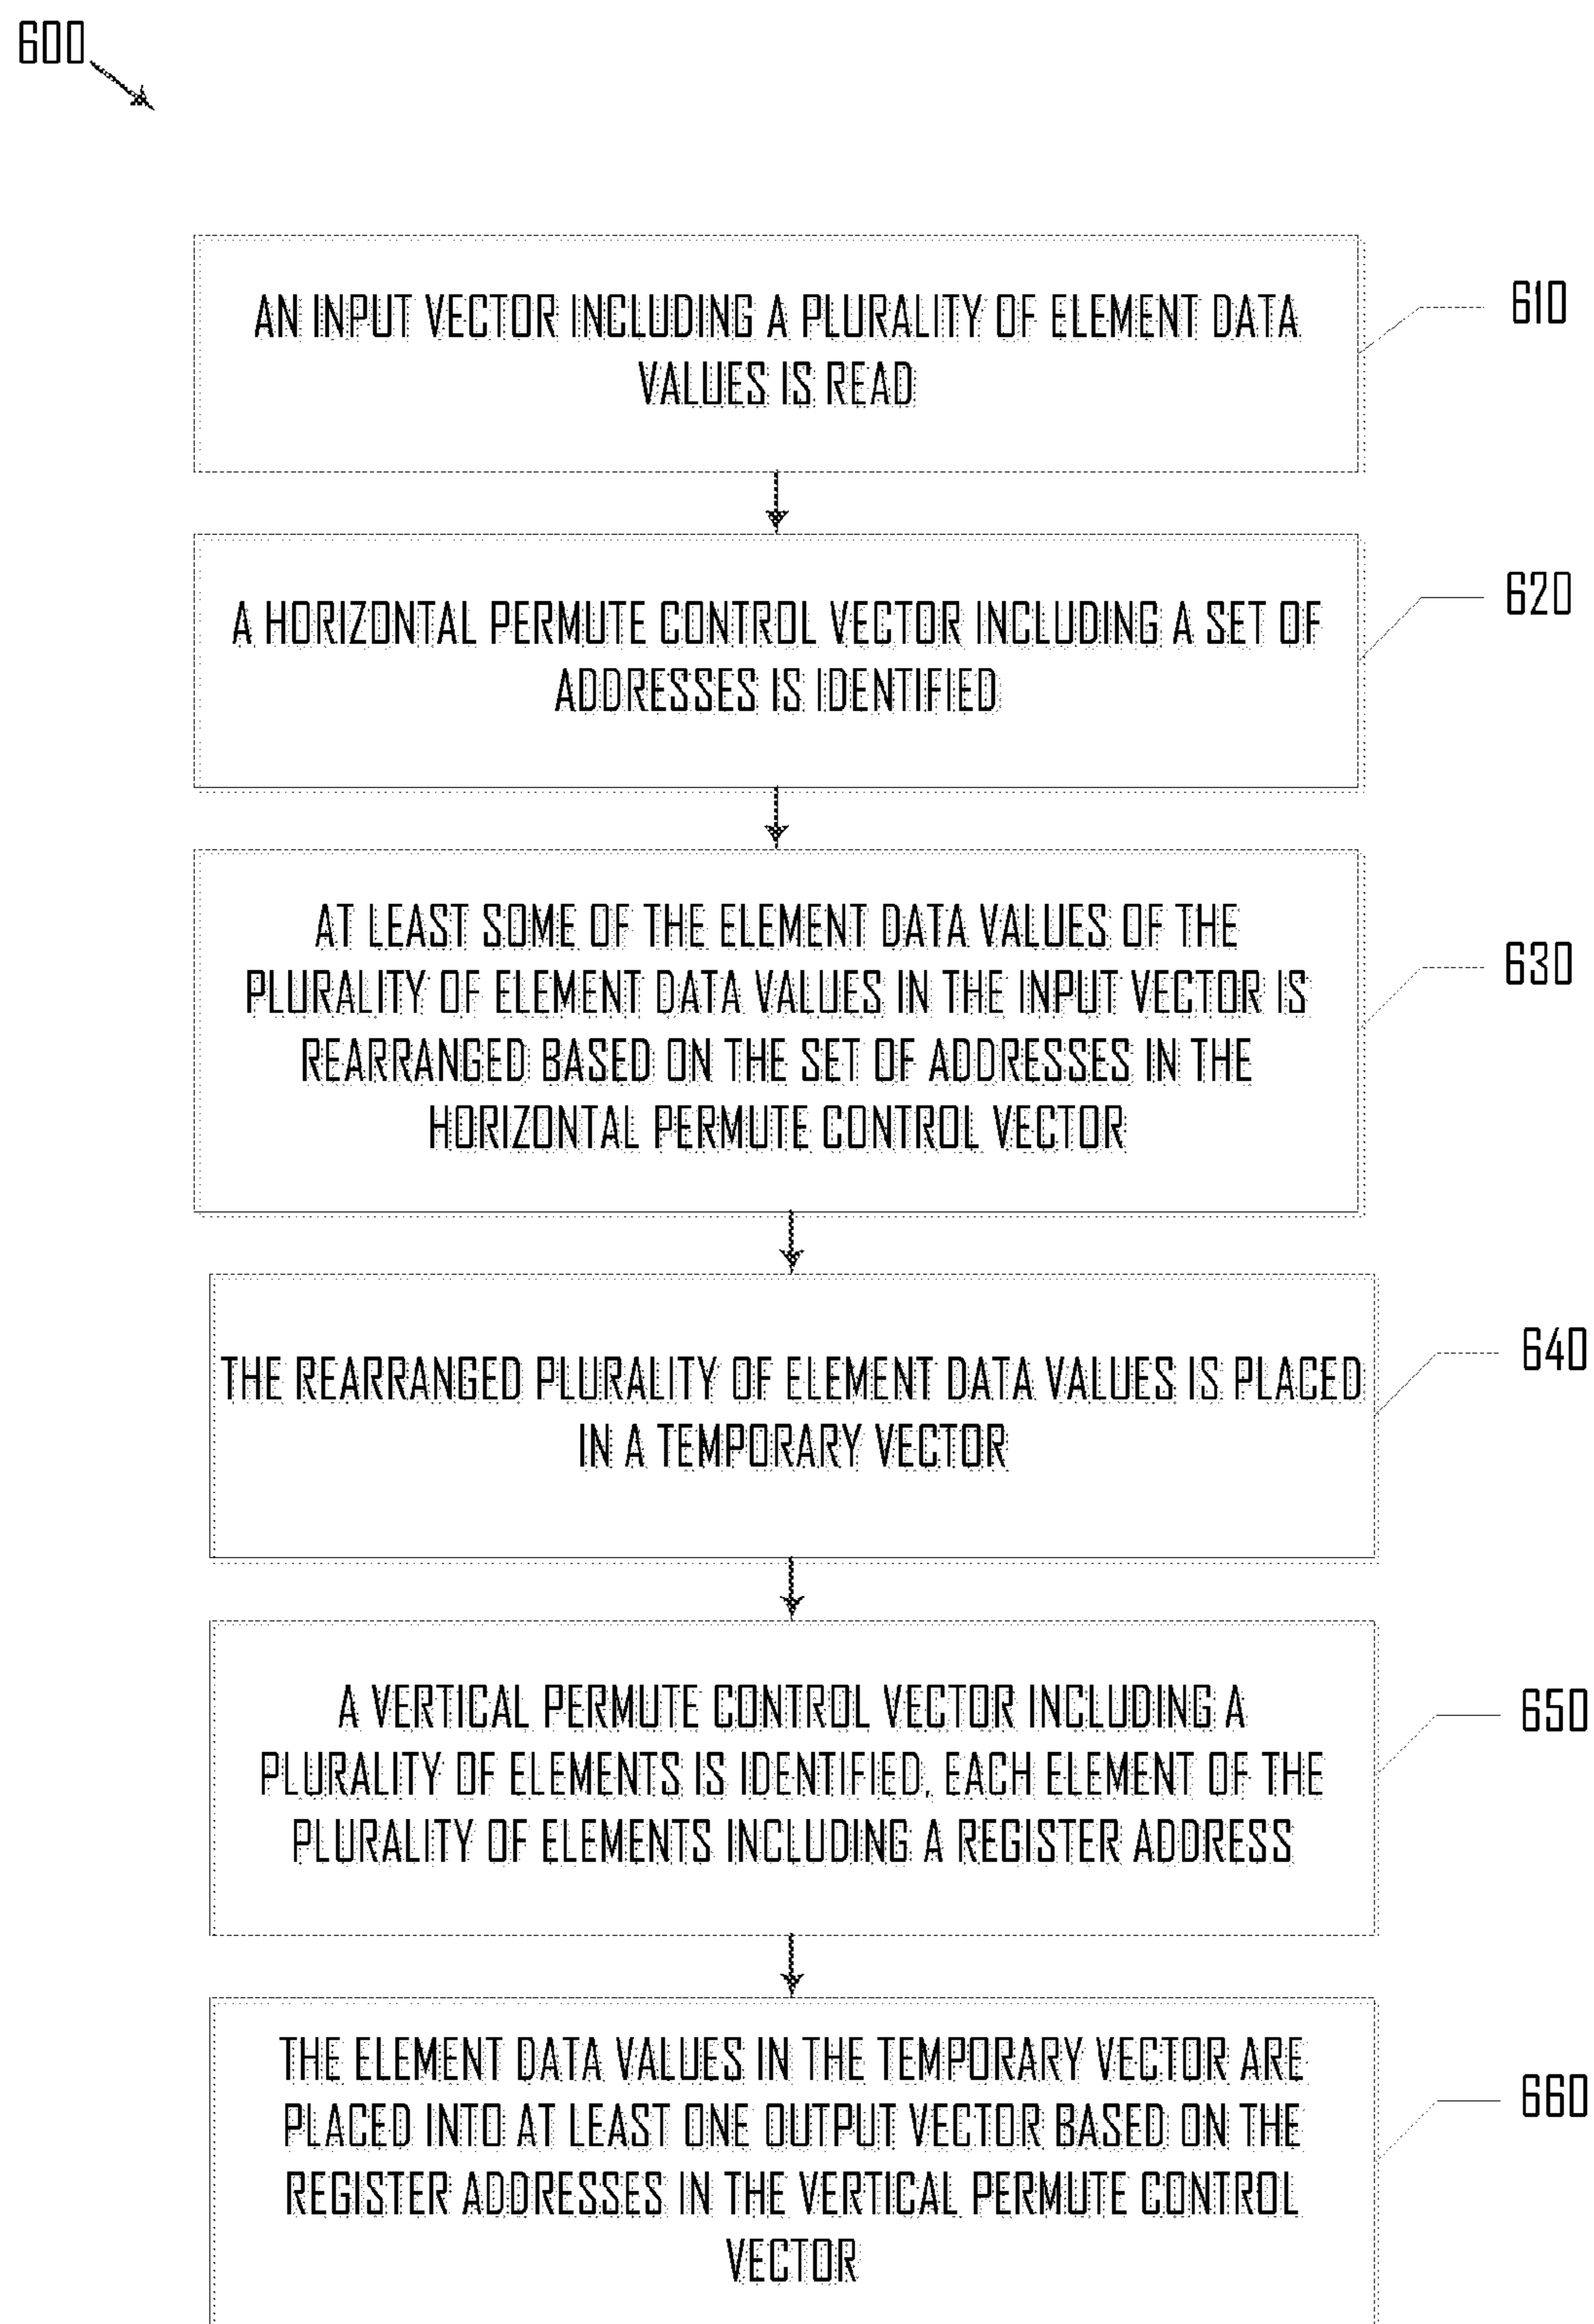 600
AN INPUT VECTOR INCLUDING A PLURALITY OF ELEMENT DATA
VALUES IS READ
610
A HORIZONTAL PERMUTE CONTROL VECTOR INCLUDING A SET OF
ADDRESSES IS IDENTIFIED
620
AT LEAST SOME OF THE ELEMENT DATA VALUES OF THE
PLURALITY OF ELEMENT DATA VALUES IN THE INPUT VECTOR IS
REARRANGED BASED ON THE SET OF ADDRESSES IN THE
HORIZONTAL PERMUTE CONTROL VECTOR
630
THE REARRANGED PLURALITY OF ELEMENT DATA VALUES IS PLACED
IN A TEMPORARY VECTOR
640
A VERTICAL PERMUTE CONTROL VECTOR INCLUDING A
PLURALITY OF ELEMENTS IS IDENTIFIED, EACH ELEMENT OF THE
PLURALITY OF ELEMENTS INCLUDING A REGISTER ADDRESS
650
THE ELEMENT DATA VALUES IN THE TEMPORARY VECTOR ARE
PLACED INTO AT LEAST ONE OUTPUT VECTOR BASED ON THE
REGISTER ADDRESSES IN THE VERTICAL PERMUTE CONTROL
VECTOR
660